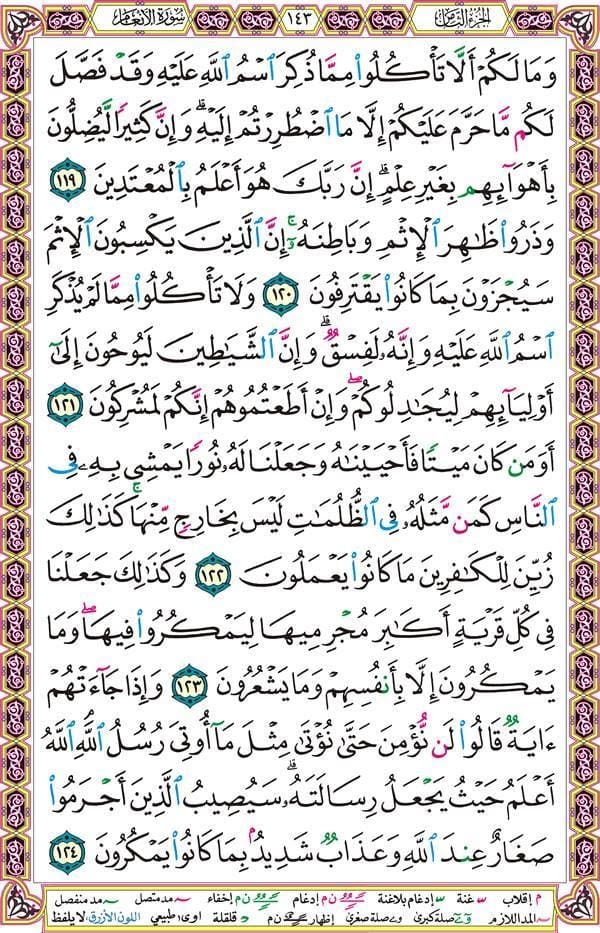 الجزء الثامن
١٤٣
سورة الأنعام
وَمَا لَكُمۡ أَلَّا تَأۡكُلُواْ مِمَّا ذُكِرَ ٱسۡمُ ٱللَّهِ عَلَيۡهِ وَقَدۡ فَصَّلَ
لَكُم مَّا حَرَّمَ عَلَيۡكُمۡ إِلَّا مَا ٱضۡطُرِرۡتُمۡ إِلَيۡهِۗ وَإِنَّ كَثِيرٗا لَّيُضِلُّونَ
بِأَهۡوَآئِهِم بِغَيۡرِ عِلۡمٍۚ إِنَّ رَبَّكَ هُوَ أَعۡلَمُ بِٱلۡمُعۡتَدِينَ ١١٩
وَذَرُواْ ظَٰهِرَ ٱلۡإِثۡمِ وَبَاطِنَهُۥٓۚ إِنَّ ٱلَّذِينَ يَكۡسِبُونَ ٱلۡإِثۡمَ
سَيُجۡزَوۡنَ بِمَا كَانُواْ يَقۡتَرِفُونَ ١٢٠ وَلَا تَأۡكُلُواْ مِمَّا لَمۡ يُذۡكَرِ
ٱسۡمُ ٱللَّهِ عَلَيۡهِ وَإِنَّهُۥ لَفِسۡقٞۗ وَإِنَّ ٱلشَّيَٰطِينَ لَيُوحُونَ إِلَىٰٓ
أَوۡلِيَآئِهِمۡ لِيُجَٰدِلُوكُمۡۖ وَإِنۡ أَطَعۡتُمُوهُمۡ إِنَّكُمۡ لَمُشۡرِكُونَ ١٢١
أَوَمَن كَانَ مَيۡتٗا فَأَحۡيَيۡنَٰهُ وَجَعَلۡنَا لَهُۥ نُورٗا يَمۡشِي بِهِۦ فِي
ٱلنَّاسِ كَمَن مَّثَلُهُۥ فِي ٱلظُّلُمَٰتِ لَيۡسَ بِخَارِجٖ مِّنۡهَاۚ كَذَٰلِكَ
زُيِّنَ لِلۡكَٰفِرِينَ مَا كَانُواْ يَعۡمَلُونَ ١٢٢ وَكَذَٰلِكَ جَعَلۡنَا
فِي كُلِّ قَرۡيَةٍ أَكَٰبِرَ مُجۡرِمِيهَا لِيَمۡكُرُواْ فِيهَاۖ وَمَا
يَمۡكُرُونَ إِلَّا بِأَنفُسِهِمۡ وَمَا يَشۡعُرُونَ ١٢٣ وَإِذَا جَآءَتۡهُمۡ
ءَايَةٞ قَالُواْ لَن نُّؤۡمِنَ حَتَّىٰ نُؤۡتَىٰ مِثۡلَ مَآ أُوتِيَ رُسُلُ ٱللَّهِۘ ٱللَّهُ
أَعۡلَمُ حَيۡثُ يَجۡعَلُ رِسَالَتَهُۥۗ سَيُصِيبُ ٱلَّذِينَ أَجۡرَمُواْ
صَغَارٌ عِندَ ٱللَّهِ وَعَذَابٞ شَدِيدُۢ بِمَا كَانُواْ يَمۡكُرُونَ ١٢٤
م إقلاب غنة إدغام بلاغنة ن م إدغام إخفاء مد متصل مد منفصل
المد اللازم صلة كبرى صلة صغرى إظهار ن م قلقلة اوى طبيعي اللون الأزرق لا يلفظ